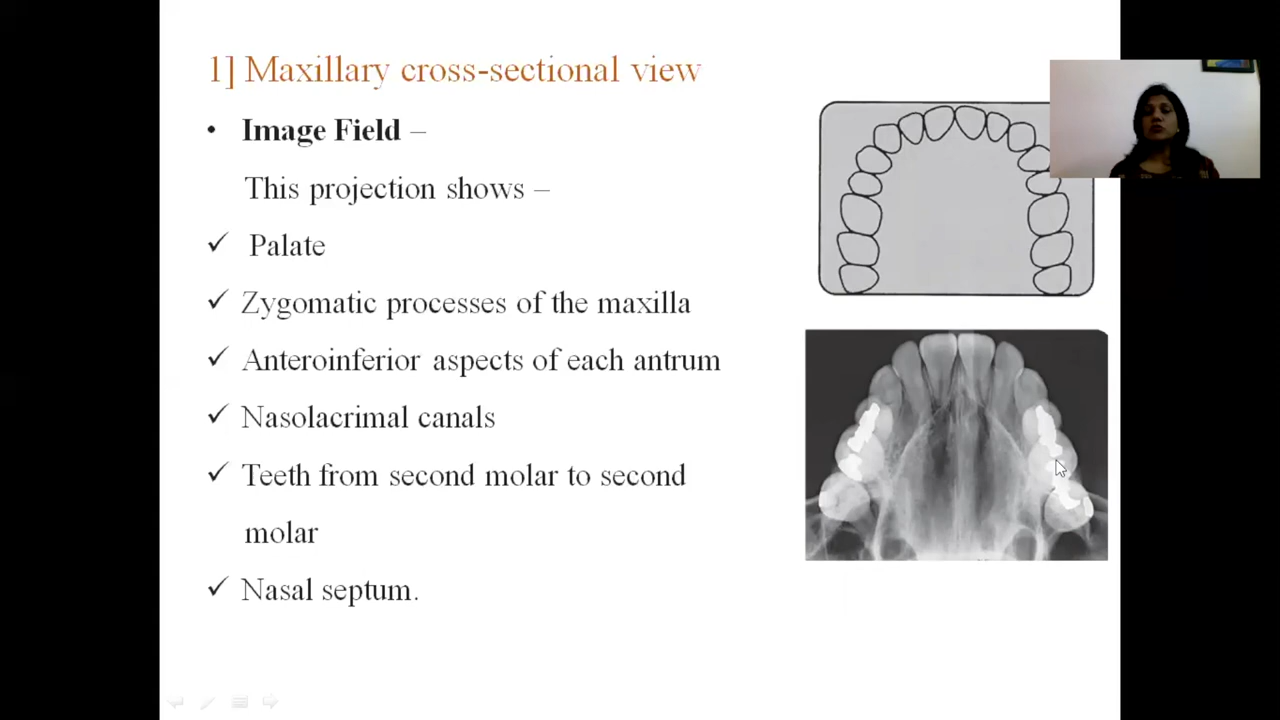 1] Maxillary cross-sectional view
• Image Field –
This projection shows –
✓ Palate
✓ Zygomatic processes of the maxilla
✓ Anteroinferior aspects of each antrum
✓ Nasolacrimal canals
✓ Teeth from second molar to second
molar
✓ Nasal septum.